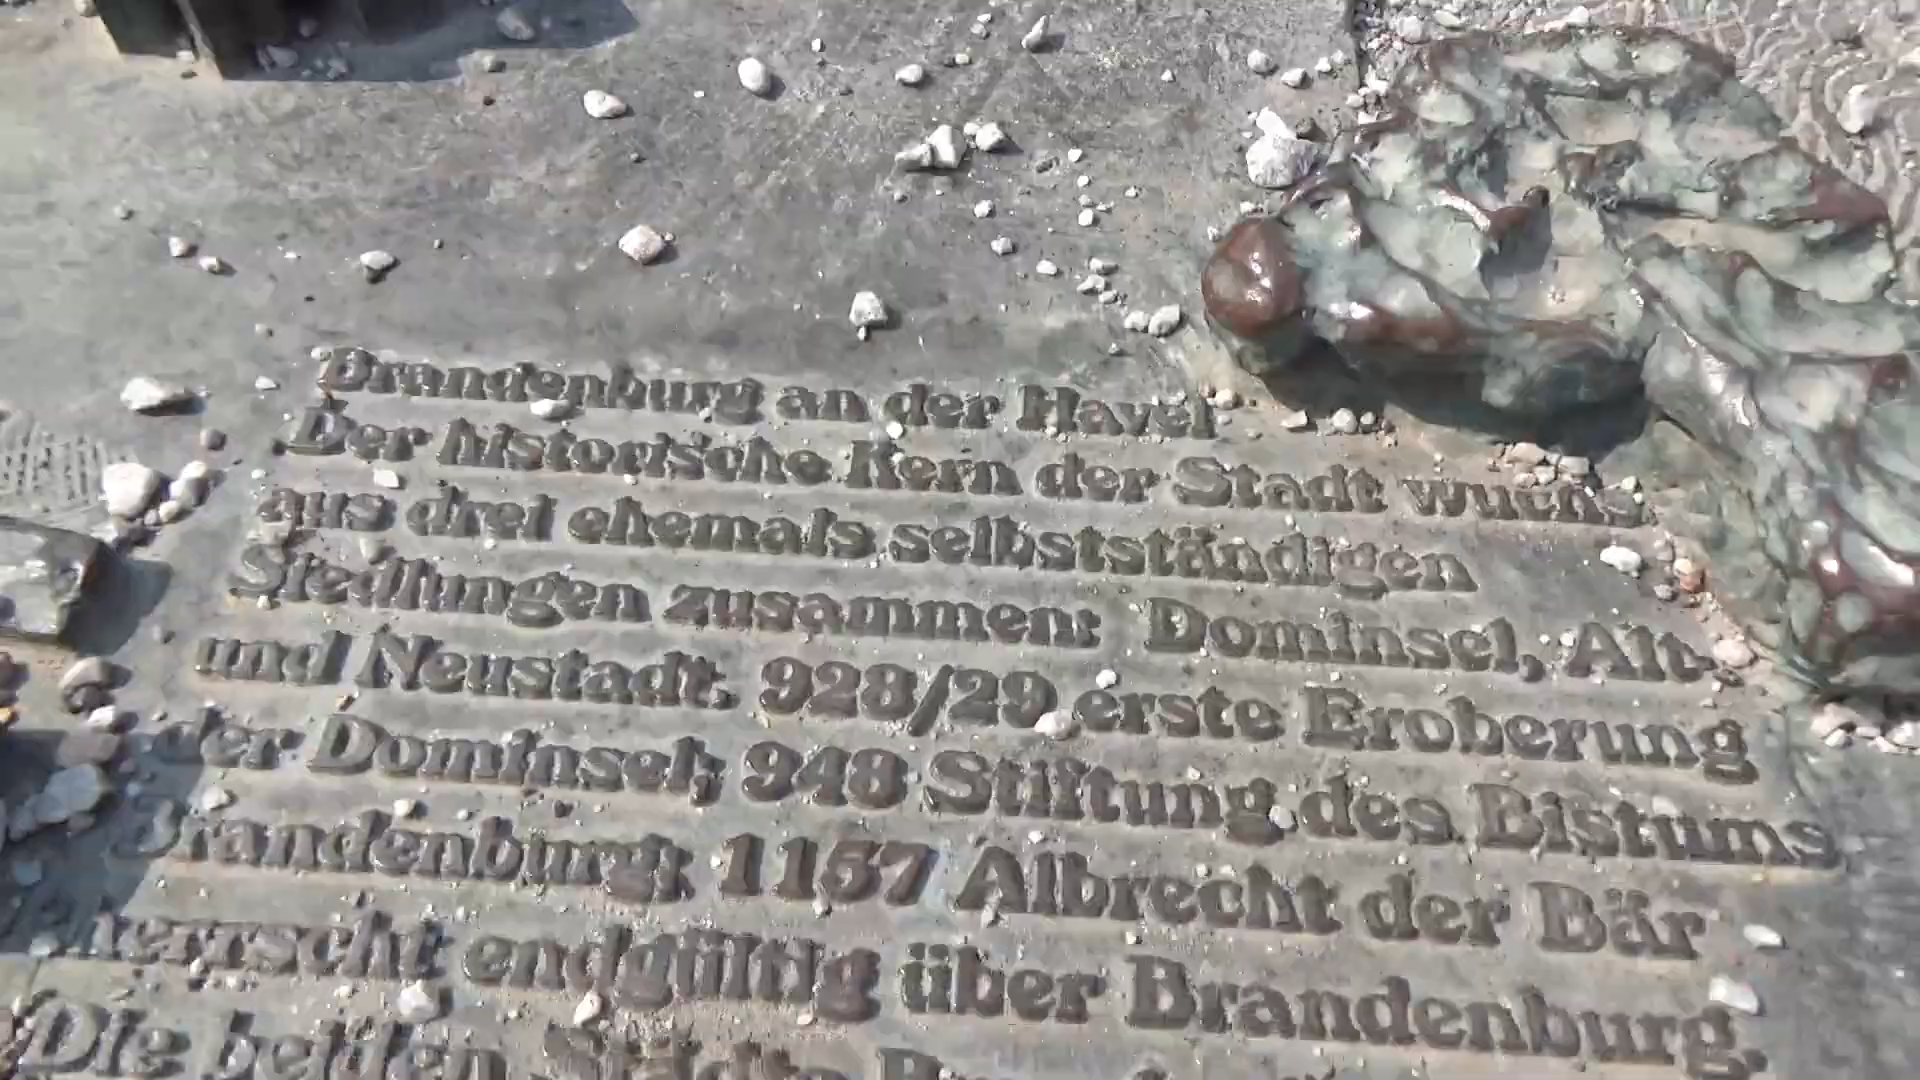 Brandenburg an der Havel
Der historische Kern der Stadt wuchs
aus drei ehemals selbstständigen
Siedlungen zusammen: Dominsel, Alt-
und Neustadt. 928/29 erste Eroberung
der Dominsel; 948 Stiftung des Bistums
Brandenburg; 1157 Albrecht der Bär
herrscht endgültig über Brandenburg.
Die beiden Städte